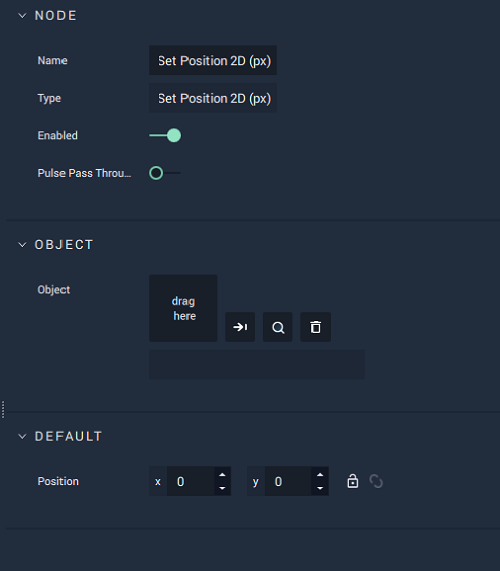 NODE
Name Set Position 2D (px)
Type Set Position 2D (px)
Enabled
Pulse Pass Throu...
OBJECT
Object drag
here
DEFAULT
Position x 0 y 0